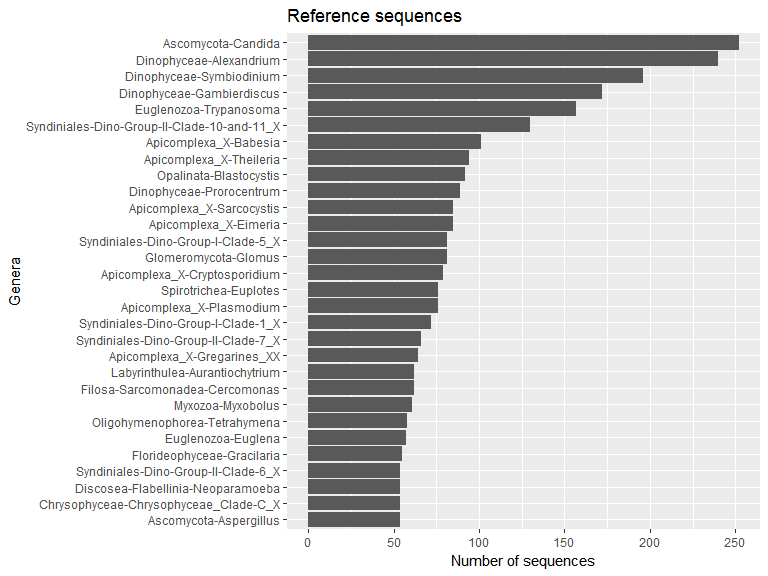 Reference sequences
Genera
Ascomycota-Candida
Dinophyceae-Alexandrium
Dinophyceae-Symbiodinium
Dinophyceae-Gambierdiscus
Euglenozoa-Trypanosoma
Syndiniales-Dino-Group-II-Clade-10-and-11_X
Apicomplexa_X-Babesia
Apicomplexa_X-Theileria
Opalinata-Blastocystis
Dinophyceae-Prorocentrum
Apicomplexa_X-Sarcocystis
Apicomplexa_X-Eimeria
Syndiniales-Dino-Group-I-Clade-5_X
Glomeromycota-Glomus
Apicomplexa_X-Cryptosporidium
Spirotrichea-Euplotes
Apicomplexa_X-Plasmodium
Syndiniales-Dino-Group-I-Clade-1_X
Syndiniales-Dino-Group-II-Clade-7_X
Apicomplexa_X-Gregarines_XX
Labyrinthulea-Aurantiochytrium
Filosa-Sarcomonadea-Cercomonas
Myxozoa-Myxobolus
Oligohymenophorea-Tetrahymena
Euglenozoa-Euglena
Florideophyceae-Gracilaria
Syndiniales-Dino-Group-II-Clade-6_X
Discosea-Flabellinia-Neoparamoeba
Chrysophyceae-Chrysophyceae_Clade-C_X
Ascomycota-Aspergillus
0 50 100 150 200 250
Number of sequences